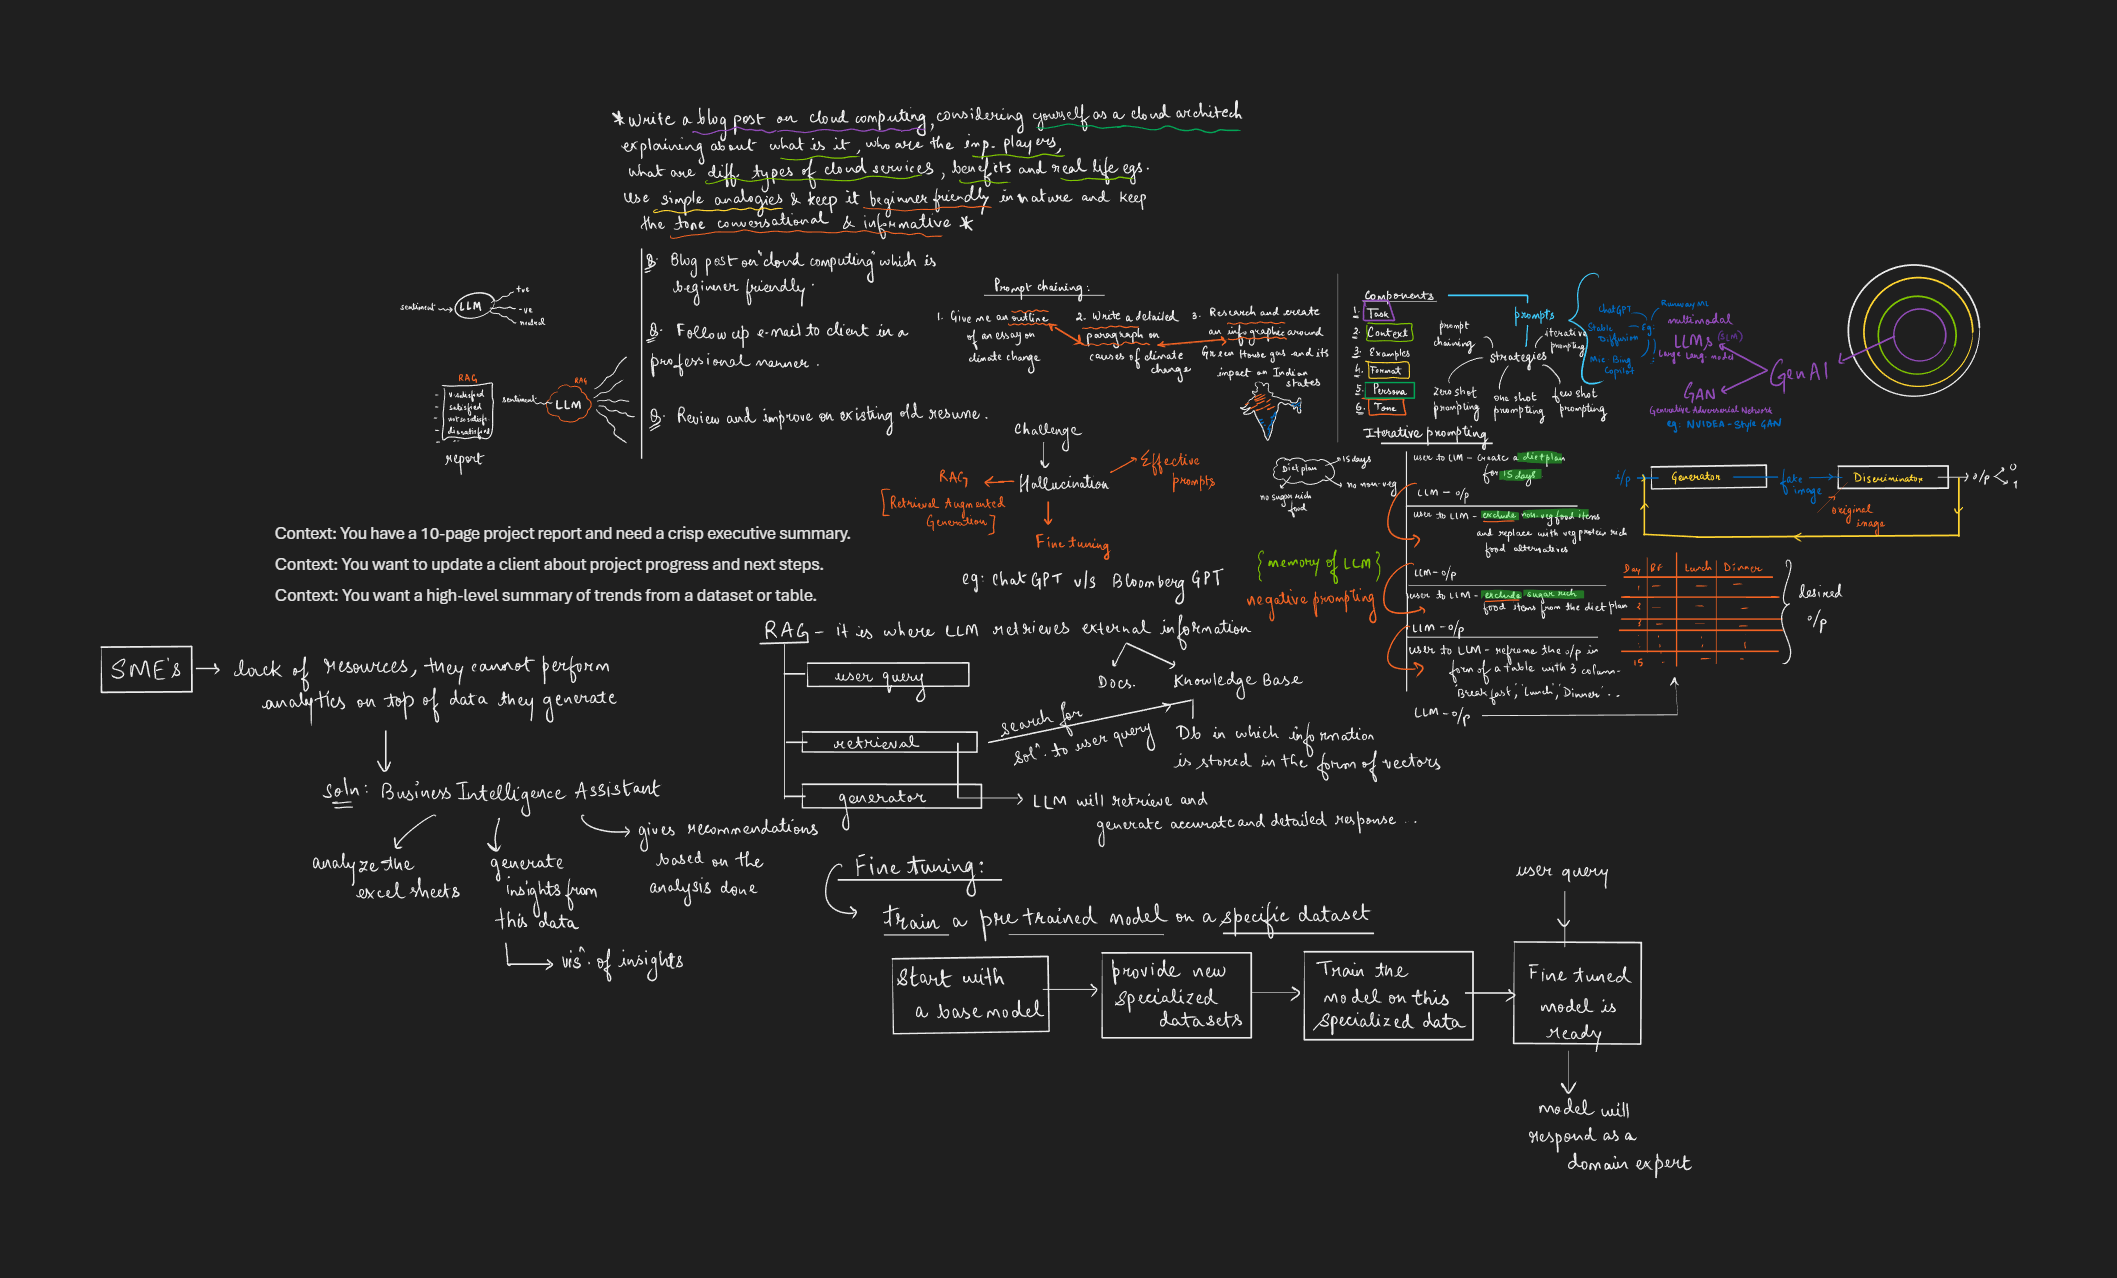 *Write a blog post on cloud computing, considering yourself as a cloud architech
explaining about what is it, who are the imp. players,
what are diff types of cloud services, benefits and real life egs.
Use simple analogies & keep it beginner friendly in nature and keep
the tone conversational & informative *
Q. Blog post on "cloud computing" which is
beginner friendly.
Q. Follow up e-mail to client in a
professional manner.
Q. Review and improve on existing old resume.
sentiment
LLM
+ve
-ve
neutral
RAG
v.satisfied
satisfied
not so satisf.
dissatisfied
report
sentiment
RAG
LLM
Prompt chaining:
1. Give me an outline
of an essay on
climate change
2. Write a detailed
paragraph on
causes of climate
change
3. Research and create
an infographic around
Green House gas and its
impact on Indian
states
Challenge
Hallucination
RAG
[Retrieval Augmented
Generation]
Effective
prompts
Fine tuning
eg: Chat GPT v/s Bloomberg GPT
Components
1. Task
2. Context
3. Examples
4. Format
5. Persona
6. Tone
prompts
strategies
prompt
chaining
iterative
prompting
zero shot
prompting
one shot
prompting
few shot
prompting
ChatGPT
RunwayML
Stable
Diffusion
Eg:
Mic. Bing
Copilot
multimodal
LLMs (SLM)
Large Lang. model
GenAI
GAN
Generative Adverserial Network
eg: NVIDEA-Style GAN
i/p
Generator
fake
image
Discriminator
o/p
0
1
original
image
Iterative prompting
Diet plan
15 days
no non-veg
no sugar rich
food
user to LLM - Create a diet plan
for 15 days
LLM - o/p
user to LLM - exclude non-veg food items
and replace with veg protein rich
food alternatives
LLM - o/p
user to LLM - exclude sugar rich
food items from the diet plan
LLM - o/p
user to LLM - reframe the o/p in
form of a table with 3 column-
'Breakfast', 'Lunch', 'Dinner'..
LLM - o/p
{memory of LLM}
negative prompting
Day BF Lunch Dinner
1
2
3
15
desired
o/p
Context: You have a 10-page project report and need a crisp executive summary.
Context: You want to update a client about project progress and next steps.
Context: You want a high-level summary of trends from a dataset or table.
SME's
lack of resources, they cannot perform
analytics on top of data they generate
soln: Business Intelligence Assistant
analyze the
excel sheets
generate
insights from
this data
vis^. of insights
gives recommendations
based on the
analysis done
RAG - it is where LLM retrieves external information
Docs.
Knowledge Base
user query
retrieval
generator
search for
sol^. to user query
Db in which information
is stored in the form of vectors
LLM will retrieve and
generate accurate and detailed response ..
Fine tuning:
train a pre trained model on a specific dataset
Start with
a base model
provide new
specialized
datasets
Train the
model on this
specialized data
user query
Fine tuned
model is
ready
model will
respond as a
domain expert